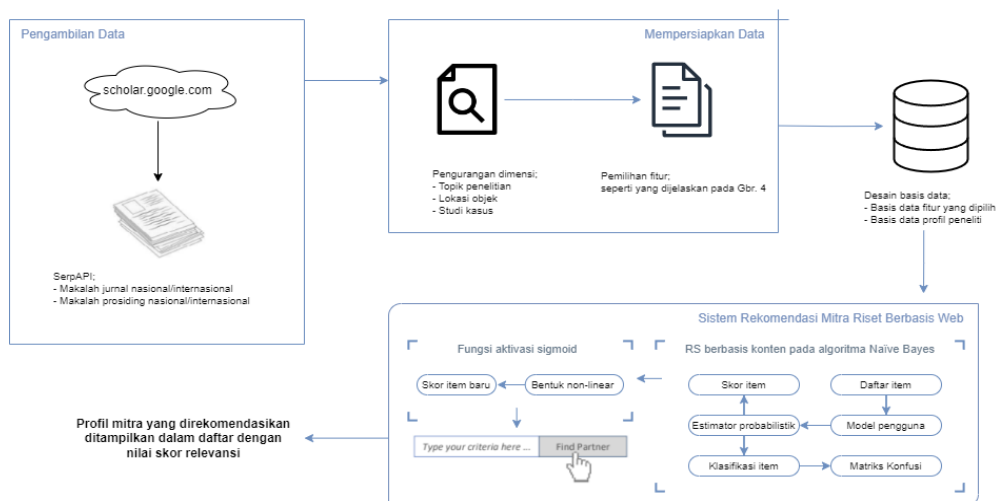 Pengambilan Data
scholar.google.com
SerpAPI;
- Makalah jurnal nasional/internasional
- Makalah prosiding nasional/internasional
Mempersiapkan Data
Pengurangan dimensi;
- Topik penelitian
- Lokasi objek
- Studi kasus
Pemilihan fitur;
seperti yang dijelaskan pada Gbr. 4
Desain basis data;
- Basis data fitur yang dipilih
- Basis data profil peneliti
Sistem Rekomendasi Mitra Riset Berbasis Web
RS berbasis konten pada algoritma Naïve Bayes
Daftar item
Model pengguna
Estimator probabilistik
Skor item
Klasifikasi item
Matriks Konfusi
Fungsi aktivasi sigmoid
Bentuk non-linear
Skor item baru
Type your criteria here ...
Find Partner
Profil mitra yang direkomendasikan
ditampilkan dalam daftar dengan
nilai skor relevansi